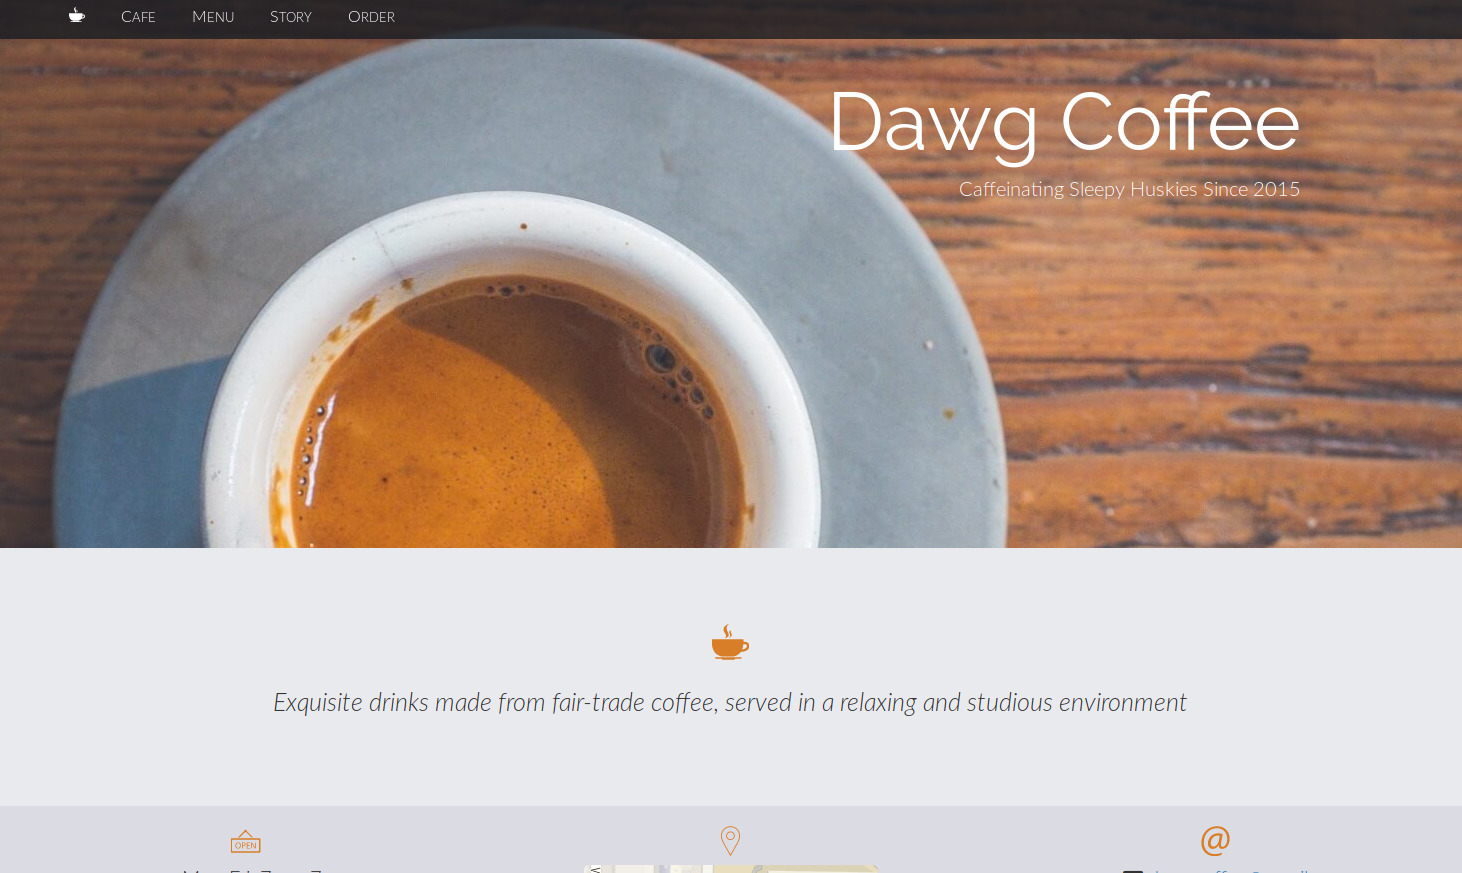 Cafe Menu Story Order
Dawg Coffee
Caffeinating Sleepy Huskies Since 2015
Exquisite drinks made from fair-trade coffee, served in a relaxing and studious environment
OPEN
@